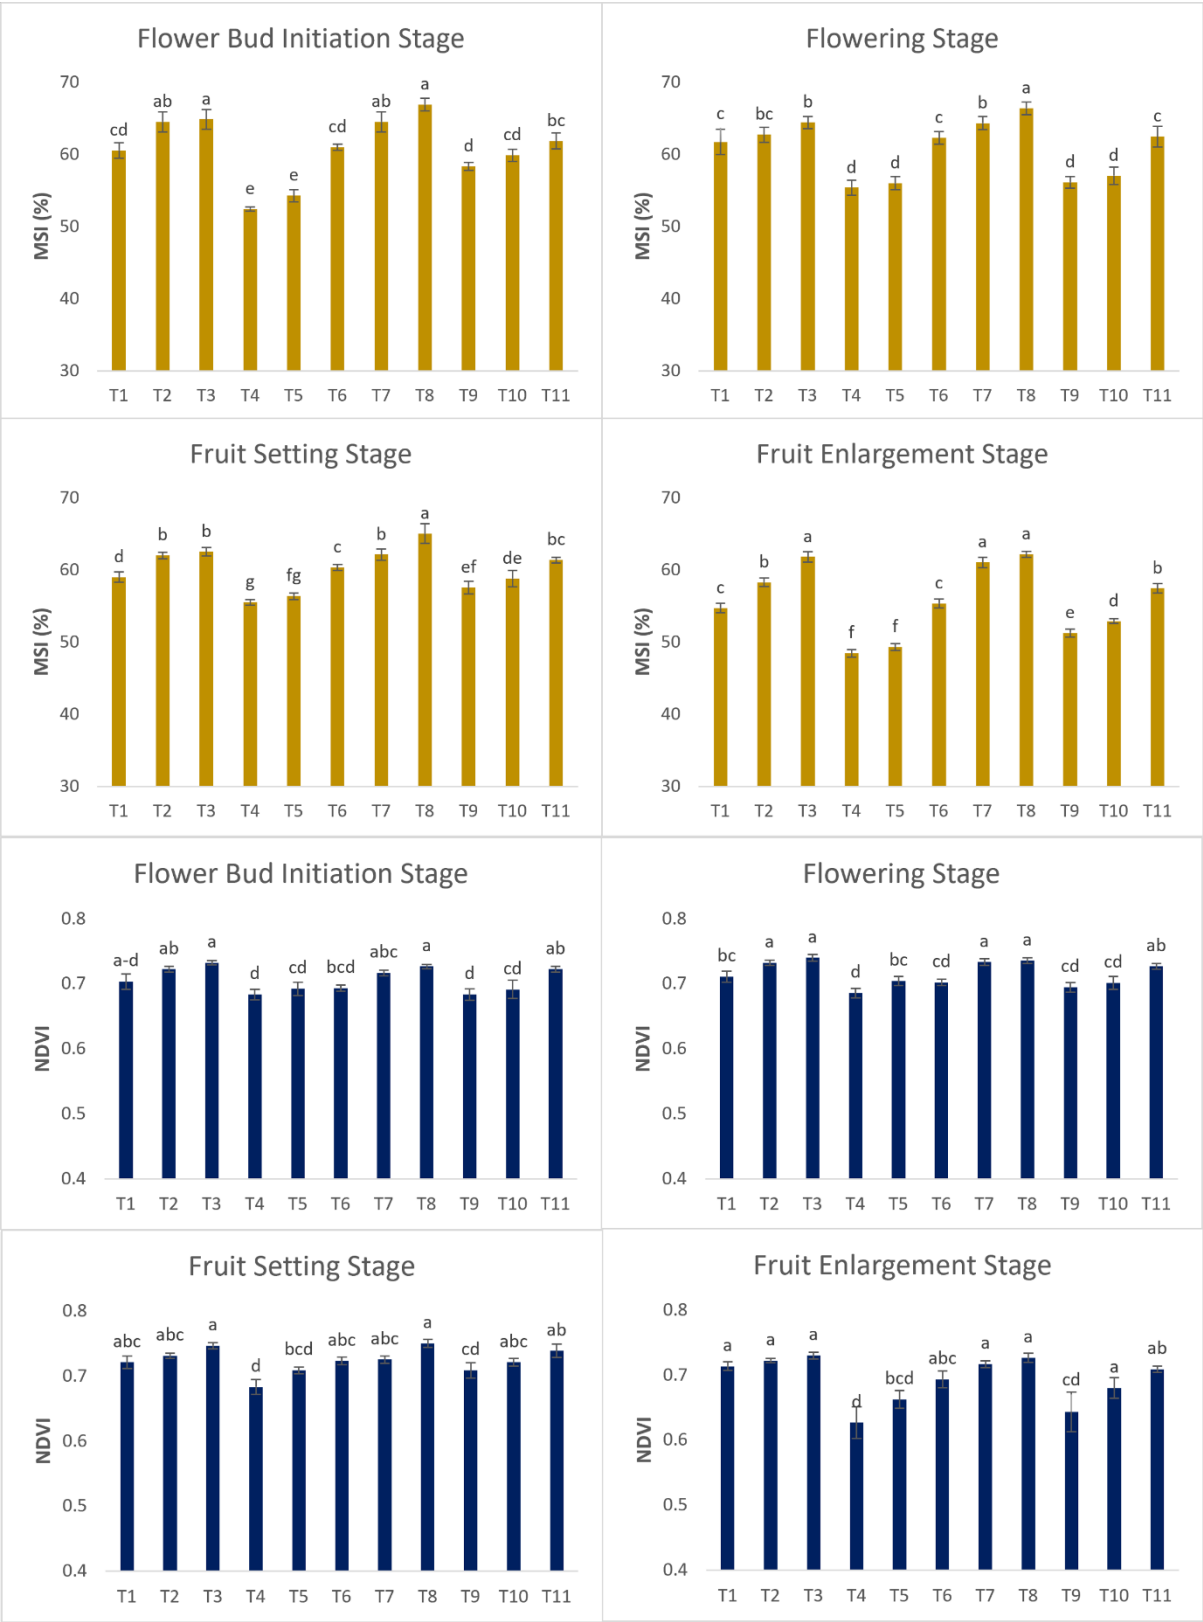 Flower Bud Initiation Stage
70
60
50
40
30
MSI (%)
cd ab a e e cd ab a d cd bc
T1 T2 T3 T4 T5 T6 T7 T8 T9 T10 T11
Flowering Stage
70
60
50
40
30
MSI (%)
c bc b d d c b a d d c
T1 T2 T3 T4 T5 T6 T7 T8 T9 T10 T11
Fruit Setting Stage
70
60
50
40
30
MSI (%)
d b b g fg c b a ef de bc
T1 T2 T3 T4 T5 T6 T7 T8 T9 T10 T11
Fruit Enlargement Stage
70
60
50
40
30
MSI (%)
c b a f f c a a e d b
T1 T2 T3 T4 T5 T6 T7 T8 T9 T10 T11
Flower Bud Initiation Stage
0.8
0.7
0.6
0.5
0.4
NDVI
a-d ab a d cd bcd abc a d cd ab
T1 T2 T3 T4 T5 T6 T7 T8 T9 T10 T11
Flowering Stage
0.8
0.7
0.6
0.5
0.4
NDVI
bc a a d bc cd a a cd cd ab
T1 T2 T3 T4 T5 T6 T7 T8 T9 T10 T11
Fruit Setting Stage
0.8
0.7
0.6
0.5
0.4
NDVI
abc abc a d bcd abc abc a cd abc ab
T1 T2 T3 T4 T5 T6 T7 T8 T9 T10 T11
Fruit Enlargement Stage
0.8
0.7
0.6
0.5
0.4
NDVI
a a a d bcd abc a a cd a ab
T1 T2 T3 T4 T5 T6 T7 T8 T9 T10 T11